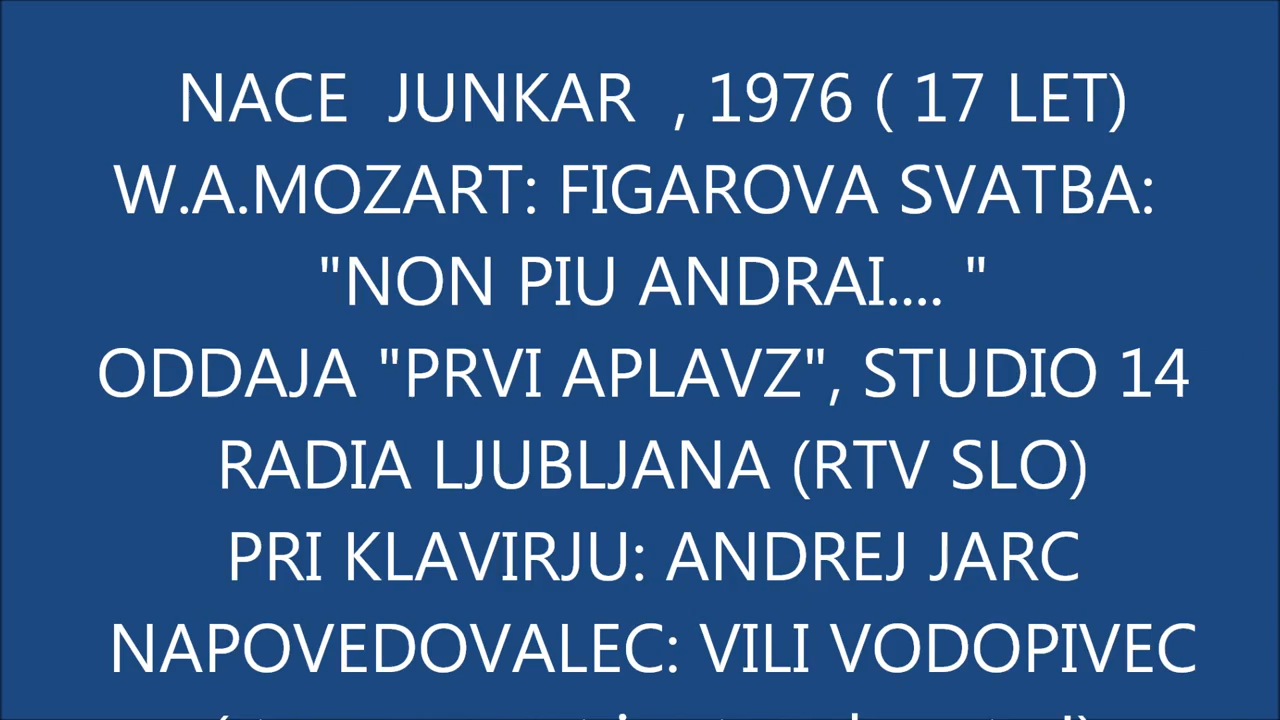 NACE JUNKAR , 1976 ( 17 LET)
W.A.MOZART: FIGAROVA SVATBA:
"NON PIU ANDRAI.... "
ODDAJA "PRVI APLAVZ", STUDIO 14
RADIA LJUBLJANA (RTV SLO)
PRI KLAVIRJU: ANDREJ JARC
NAPOVEDOVALEC: VILI VODOPIVEC